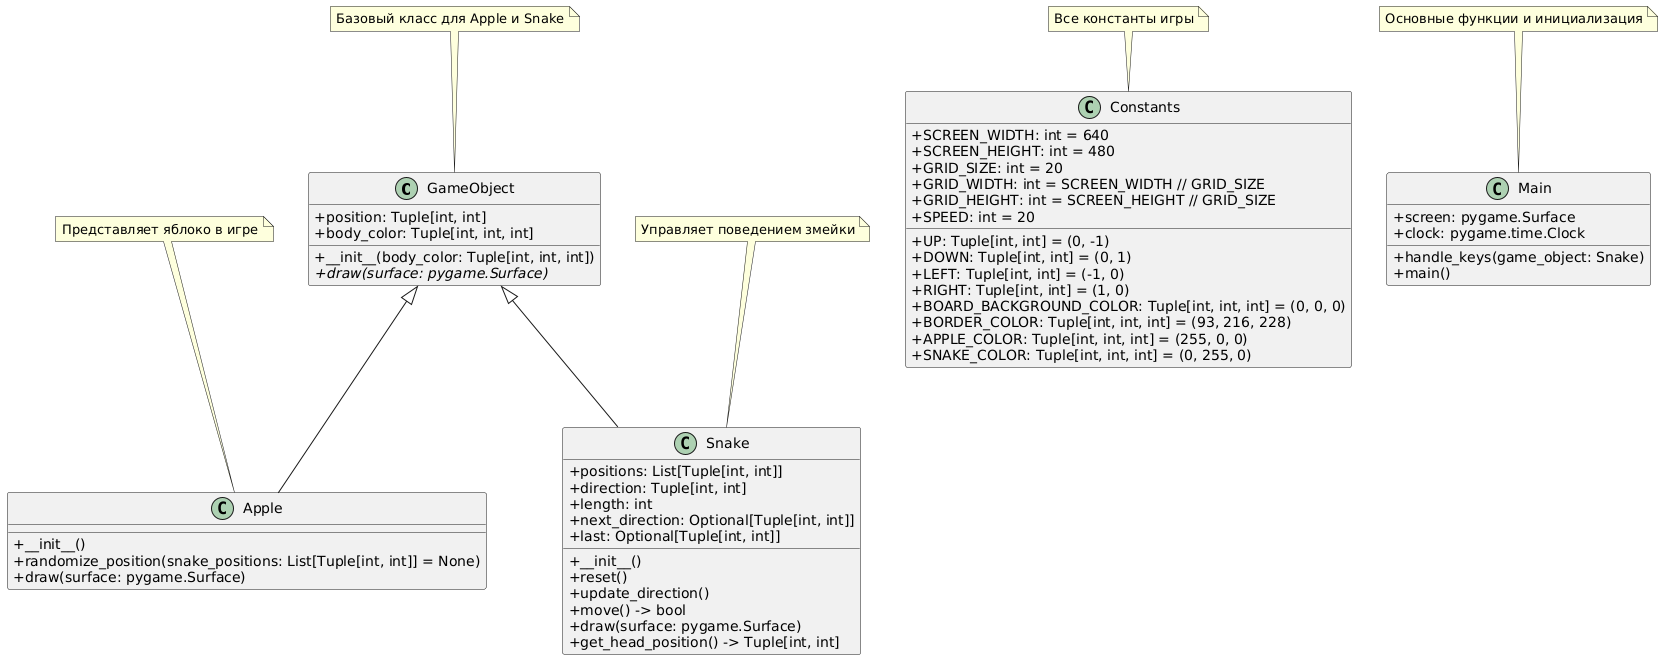 Базовый класс для Apple и Snake
Все константы игры
Основные функции и инициализация
C Constants
+SCREEN_WIDTH: int = 640
+SCREEN_HEIGHT: int = 480
+GRID_SIZE: int = 20
+GRID_WIDTH: int = SCREEN_WIDTH // GRID_SIZE
+GRID_HEIGHT: int = SCREEN_HEIGHT // GRID_SIZE
+SPEED: int = 20
+UP: Tuple[int, int] = (0, -1)
+DOWN: Tuple[int, int] = (0, 1)
+LEFT: Tuple[int, int] = (-1, 0)
+RIGHT: Tuple[int, int] = (1, 0)
+BOARD_BACKGROUND_COLOR: Tuple[int, int, int] = (0, 0, 0)
+BORDER_COLOR: Tuple[int, int, int] = (93, 216, 228)
+APPLE_COLOR: Tuple[int, int, int] = (255, 0, 0)
+SNAKE_COLOR: Tuple[int, int, int] = (0, 255, 0)
C GameObject
+position: Tuple[int, int]
+body_color: Tuple[int, int, int]
+__init__(body_color: Tuple[int, int, int])
+draw(surface: pygame.Surface)
C Main
+screen: pygame.Surface
+clock: pygame.time.Clock
+handle_keys(game_object: Snake)
+main()
Представляет яблоко в игре
Управляет поведением змейки
C Snake
+positions: List[Tuple[int, int]]
+direction: Tuple[int, int]
+length: int
+next_direction: Optional[Tuple[int, int]]
+last: Optional[Tuple[int, int]]
+__init__()
+reset()
+update_direction()
+move() -> bool
+draw(surface: pygame.Surface)
+get_head_position() -> Tuple[int, int]
C Apple
+__init__()
+randomize_position(snake_positions: List[Tuple[int, int]] = None)
+draw(surface: pygame.Surface)